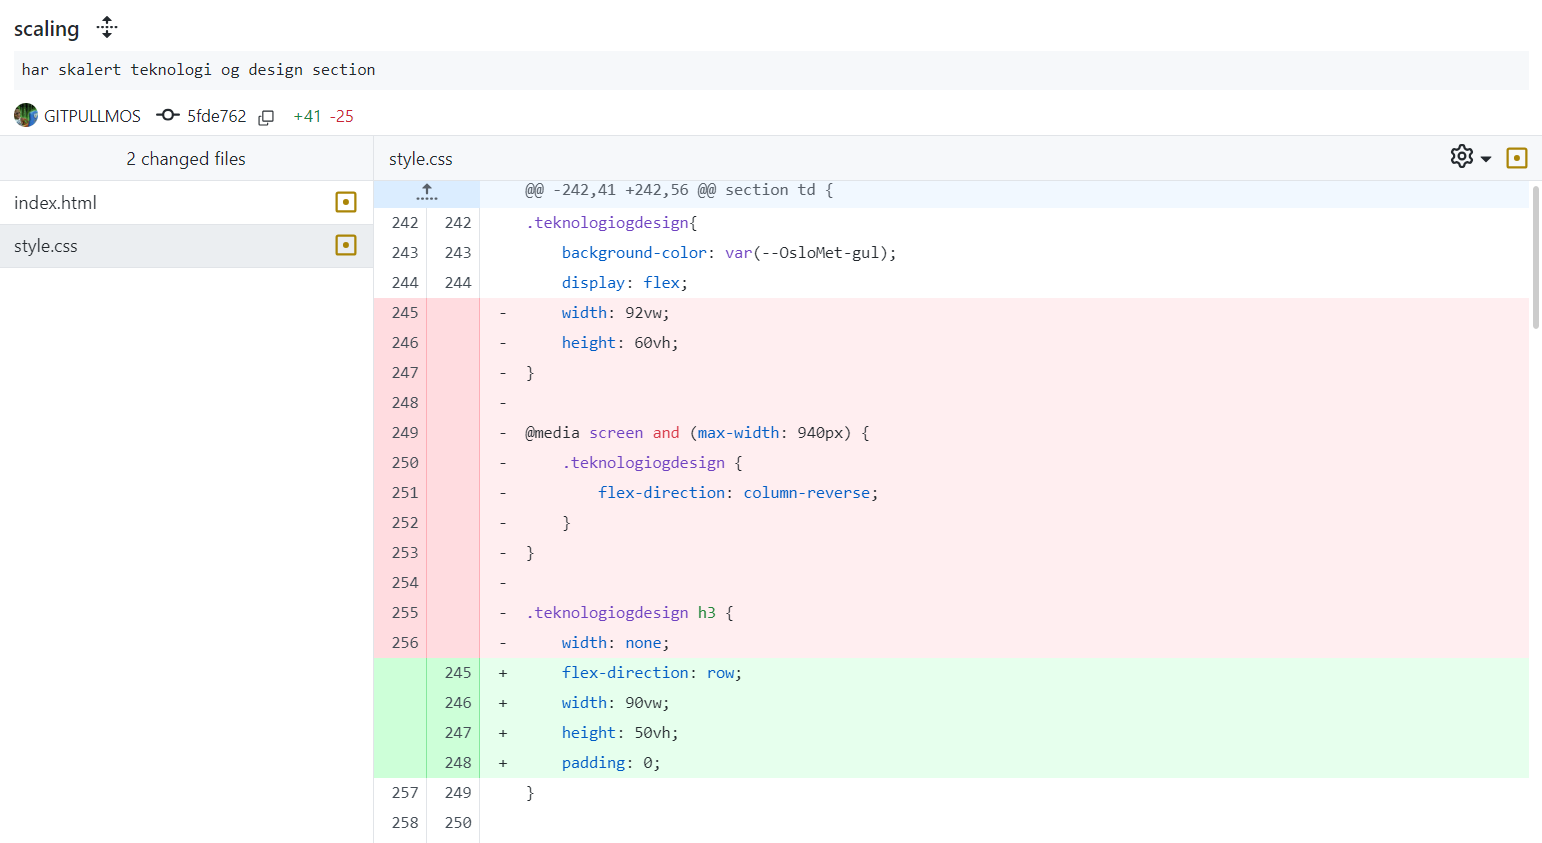 scaling
har skalert teknologi og design section
GITPULLMOS 5fde762 +41 -25
2 changed files
style.css
index.html
style.css
@@ -242,41 +242,56 @@ section td {
242 242 .teknologiogdesign{
243 243 background-color: var(--OsloMet-gul);
244 244 display: flex;
245 - width: 92vw;
246 - height: 60vh;
247 - }
248 -
249 - @media screen and (max-width: 940px) {
250 - .teknologiogdesign {
251 - flex-direction: column-reverse;
252 - }
253 - }
254 -
255 - .teknologiogdesign h3 {
256 - width: none;
245 + flex-direction: row;
246 + width: 90vw;
247 + height: 50vh;
248 + padding: 0;
257 249 }
258 250